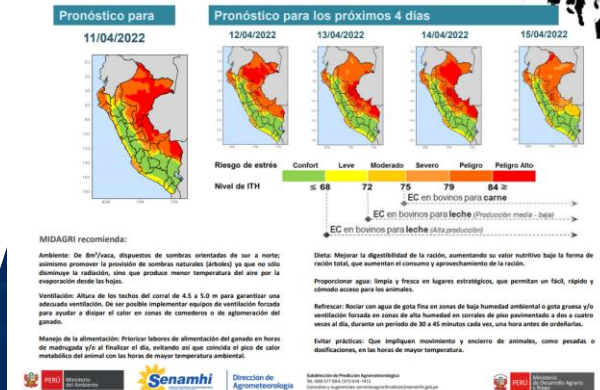 Pronóstico para
Pronóstico para los próximos 4 días
11/04/2022
12/04/2022
13/04/2022
14/04/2022
15/04/2022
Riesgo de estrés Confort Leve Moderado Severo Peligro Peligro Alto
Nivel de ITH ≤ 68 72 75 79 84 ≥
EC en bovinos para carne
EC en bovinos para leche (Producción media - baja)
EC en bovinos para leche (Alta producción)
MIDAGRI recomienda:
Ambiente: De 8m²/vaca, dispuestos de sombras orientadas de sur a norte;
asimismo promover la provisión de sombras naturales (árboles) ya que no sólo
disminuye la radiación, sino que produce menor temperatura del aire por la
evaporación desde las hojas.
Ventilación: Altura de los techos del corral de 4.5 a 5.0 m para garantizar una
adecuada ventilación. De ser posible implementar equipos de ventilación forzada
para ayudar a disipar el calor en zonas de comederos o de aglomeración del
ganado.
Manejo de la alimentación: Priorizar labores de alimentación del ganado en horas
de madrugada y/o al finalizar el día, evitando así que coincida el pico de calor
metabólico del animal con las horas de mayor temperatura ambiental.
Dieta: Mejorar la digestibilidad de la ración, aumentando su valor nutritivo bajo la forma de
ración total, que aumentan el consumo y aprovechamiento de la ración.
Proporcionar agua: limpia y fresca en lugares estratégicos, que permitan un fácil, rápido y
cómodo acceso para los animales.
Refrescar: Rociar con agua de gota fina en zonas de baja humedad ambiental o gota gruesa y/o
ventilación forzada en zonas de alta humedad en corrales de piso pavimentado a dos a cuatro
veces al día, durante un período de 30 a 45 minutos cada vez, una hora antes de ordeñarlas.
Evitar prácticas: Que impliquen movimiento y encierro de animales, como pesadas o
dosificaciones, en las horas de mayor temperatura.
PERÚ Ministerio del Ambiente
Senamhi
Dirección de
Agrometeorología
Subdirección de Predicción Agrometeorológica
PERÚ Ministerio de Desarrollo Agrario y Riego